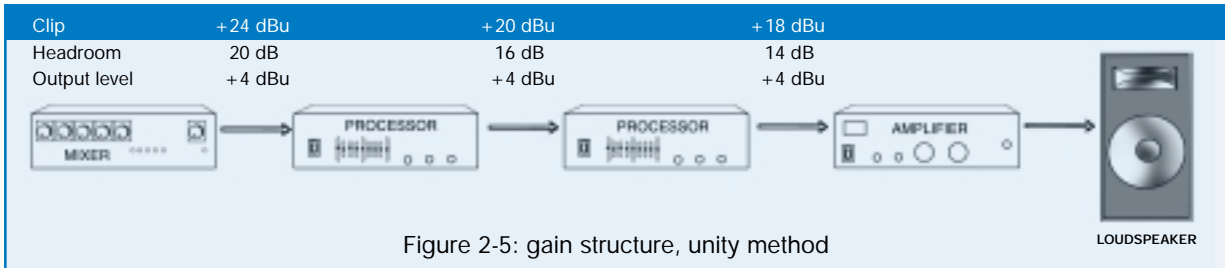 Clip +24 dBu +20 dBu +18 dBu
Headroom 20 dB 16 dB 14 dB
Output level +4 dBu +4 dBu +4 dBu
MIXER PROCESSOR PROCESSOR AMPLIFIER
LOUDSPEAKER
Figure 2-5: gain structure, unity method